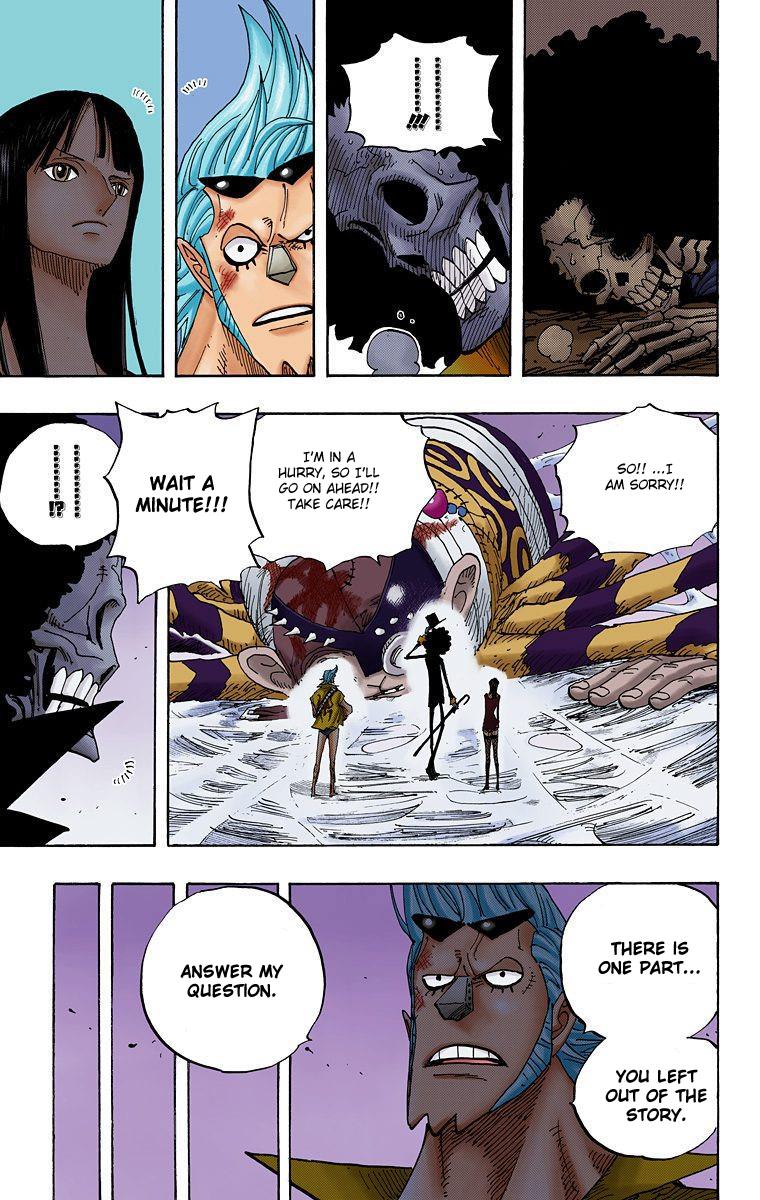 !!!
SO!! ...I
AM SORRY!!
I'M IN A
HURRY, SO I'LL
GO ON AHEAD!!
TAKE CARE!!
WAIT A
MINUTE!!!
!?
THERE IS
ONE PART...
YOU LEFT
OUT OF THE
STORY.
ANSWER MY
QUESTION.